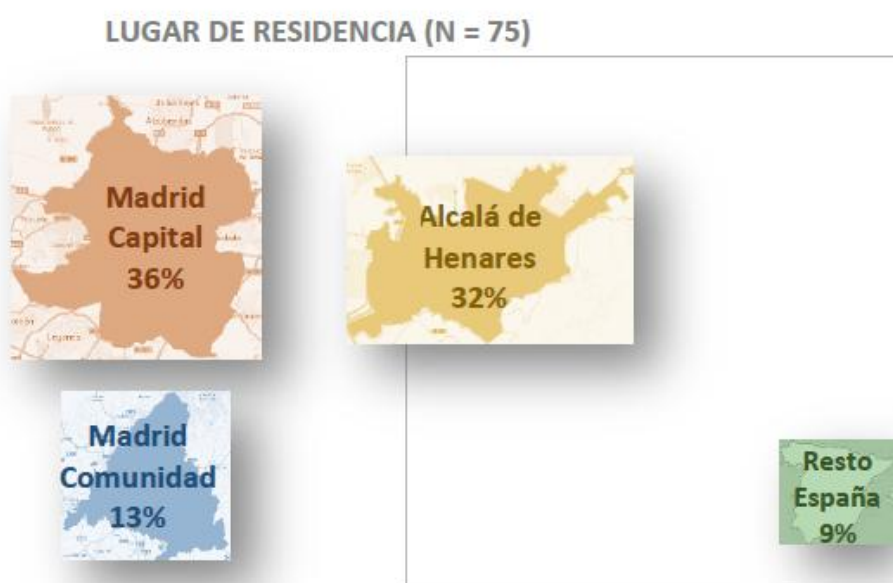 LUGAR DE RESIDENCIA (N = 75)
Madrid
Capital
36%
Alcalá de
Henares
32%
Madrid
Comunidad
13%
Resto
España
9%